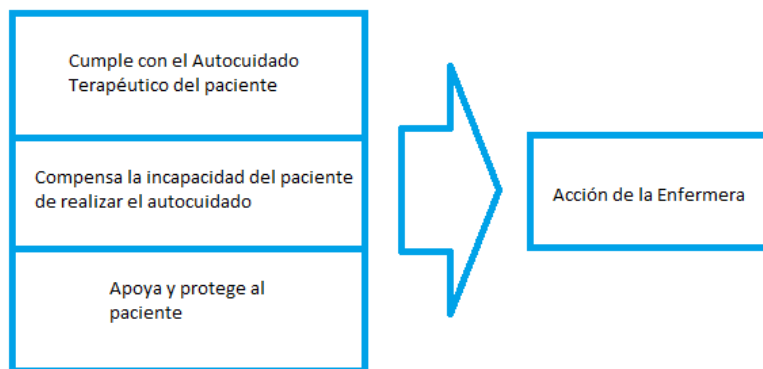 Cumple con el Autocuidado
Terapéutico del paciente
Compensa la incapacidad del paciente
de realizar el autocuidado
Apoya y protege al
paciente
Acción de la Enfermera